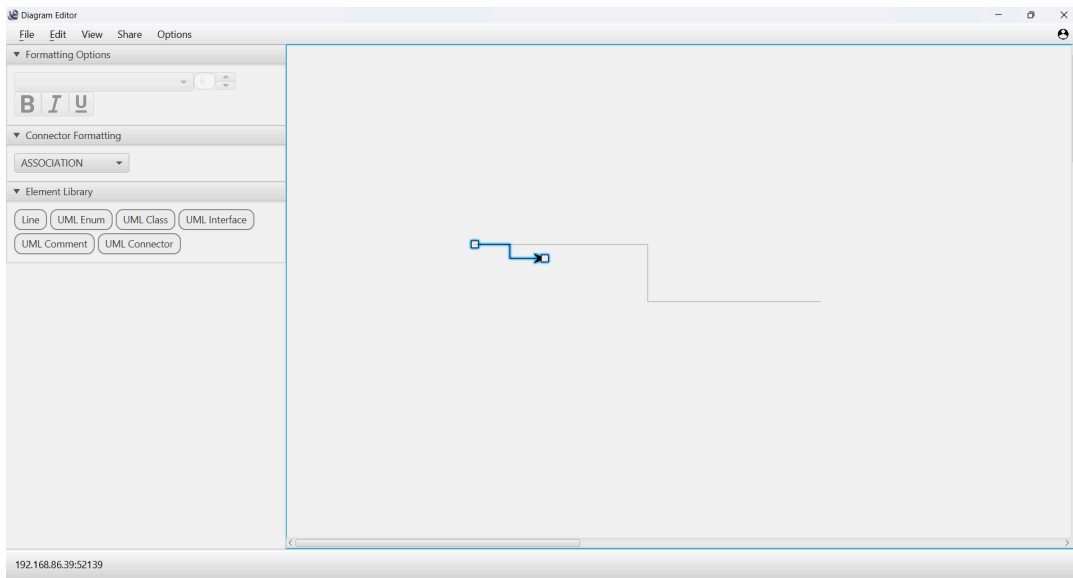 Diagram Editor
File Edit View Share Options
Formatting Options
B I U
Connector Formatting
ASSOCIATION
Element Library
Line UML Enum UML Class UML Interface
UML Comment UML Connector
192.168.86.39:52139